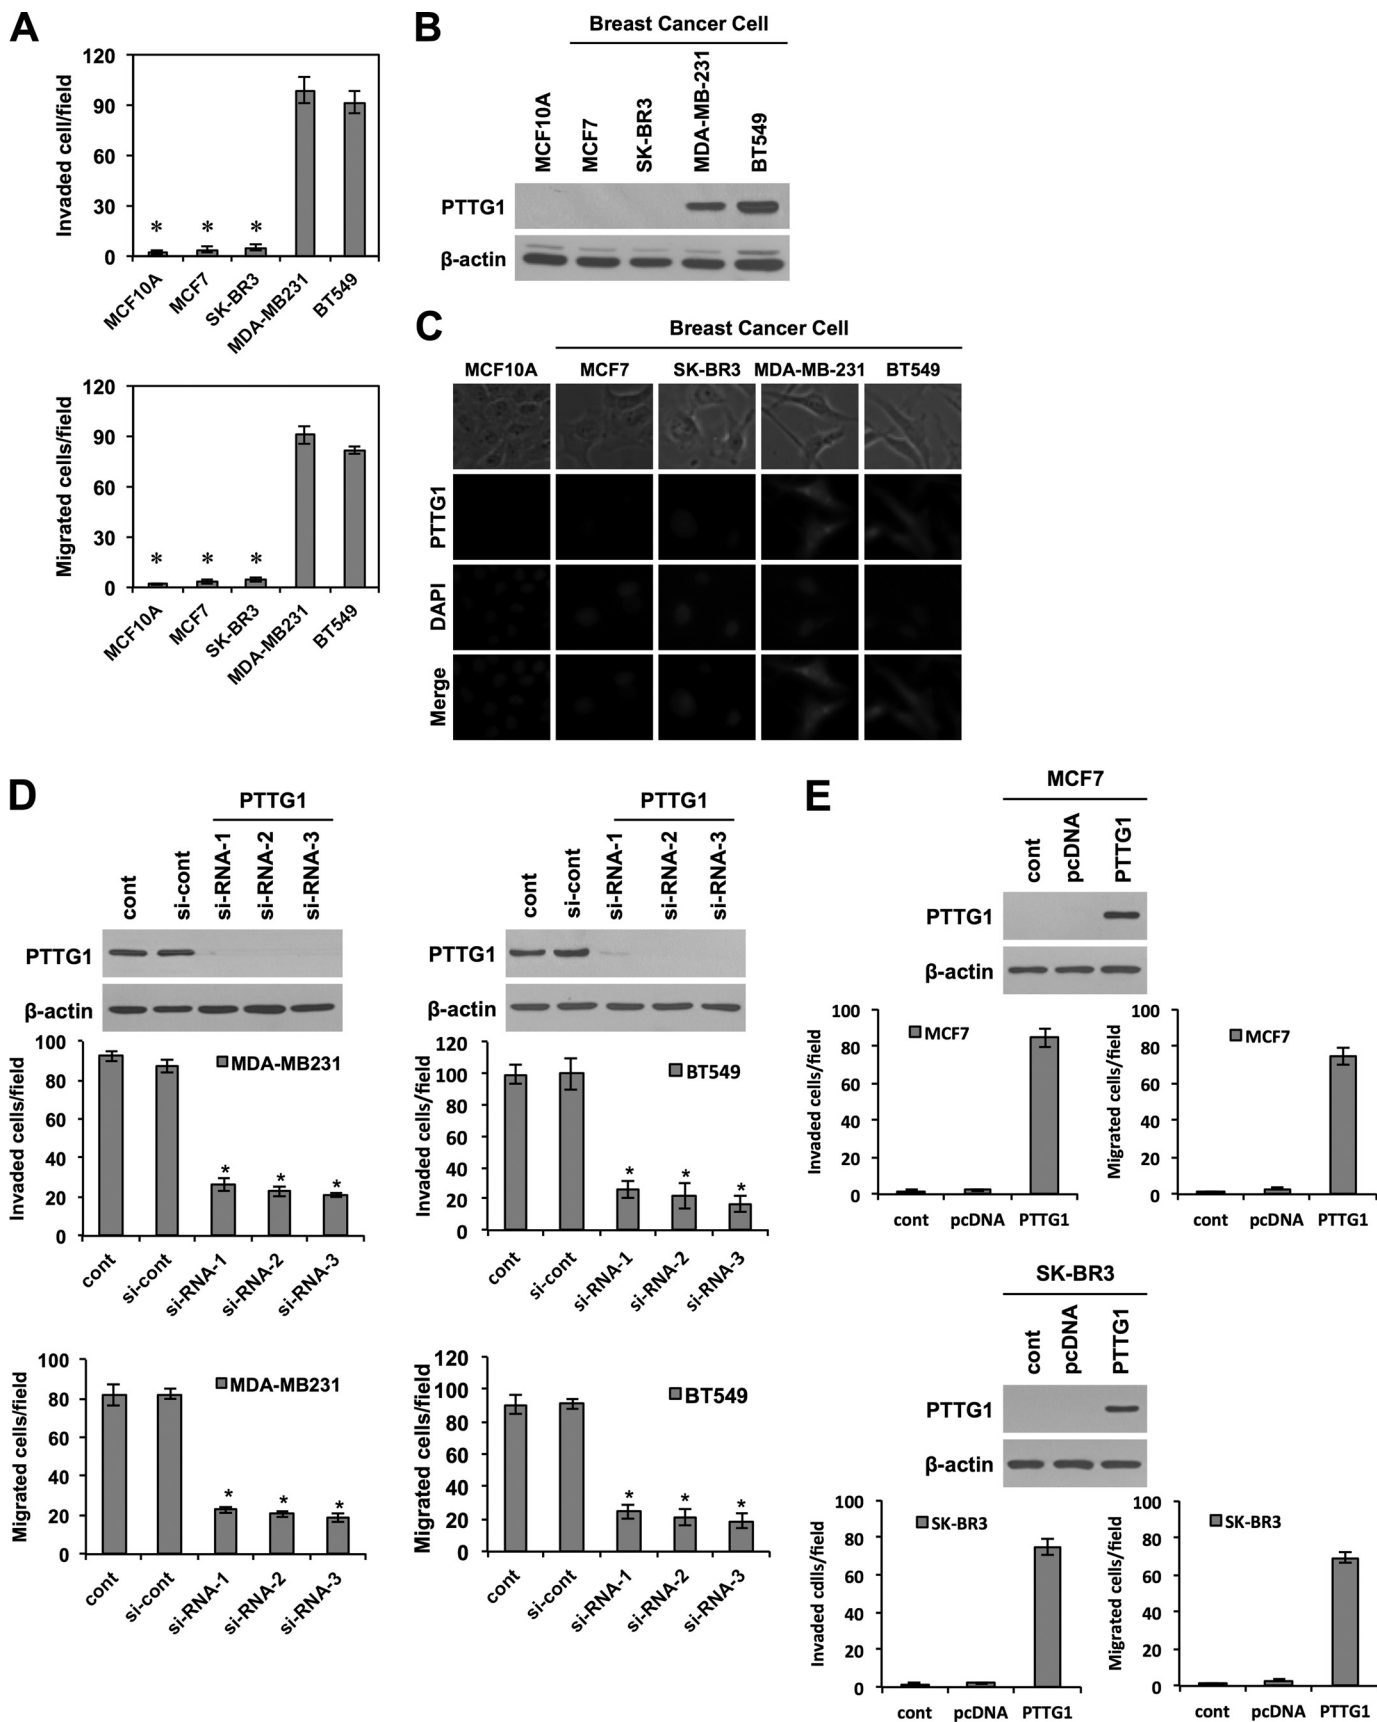 A
120
90
60
30
0
Invaded cell/field
*
*
*
MCF10A
MCF7
SK-BR3
MDA-MB231
BT549
120
90
60
30
0
Migrated cells/field
*
*
*
MCF10A
MCF7
SK-BR3
MDA-MB231
BT549
B
Breast Cancer Cell
MCF10A
MCF7
SK-BR3
MDA-MB-231
BT549
PTTG1
β-actin
C
Breast Cancer Cell
MCF10A MCF7 SK-BR3 MDA-MB-231 BT549
PTTG1
DAPI
Merge
D
PTTG1
cont
si-cont
si-RNA-1
si-RNA-2
si-RNA-3
PTTG1
β-actin
100
80
60
40
20
0
Invaded cells/field
MDA-MB231
*
*
*
cont
si-cont
si-RNA-1
si-RNA-2
si-RNA-3
100
80
60
40
20
0
Migrated cells/field
MDA-MB231
*
*
*
cont
si-cont
si-RNA-1
si-RNA-2
si-RNA-3
PTTG1
cont
si-cont
si-RNA-1
si-RNA-2
si-RNA-3
PTTG1
β-actin
120
100
80
60
40
20
0
Invaded cells/field
BT549
*
*
*
cont
si-cont
si-RNA-1
si-RNA-2
si-RNA-3
120
100
80
60
40
20
0
Migrated cells/field
BT549
*
*
*
cont
si-cont
si-RNA-1
si-RNA-2
si-RNA-3
E
MCF7
cont
pcDNA
PTTG1
PTTG1
β-actin
100
80
60
40
20
0
Invaded cells/field
MCF7
cont pcDNA PTTG1
100
80
60
40
20
0
Migrated cells/field
MCF7
cont pcDNA PTTG1
SK-BR3
cont
pcDNA
PTTG1
PTTG1
β-actin
100
80
60
40
20
0
Invaded cdlls/field
SK-BR3
cont pcDNA PTTG1
100
80
60
40
20
0
Migrated cells/field
SK-BR3
cont pcDNA PTTG1